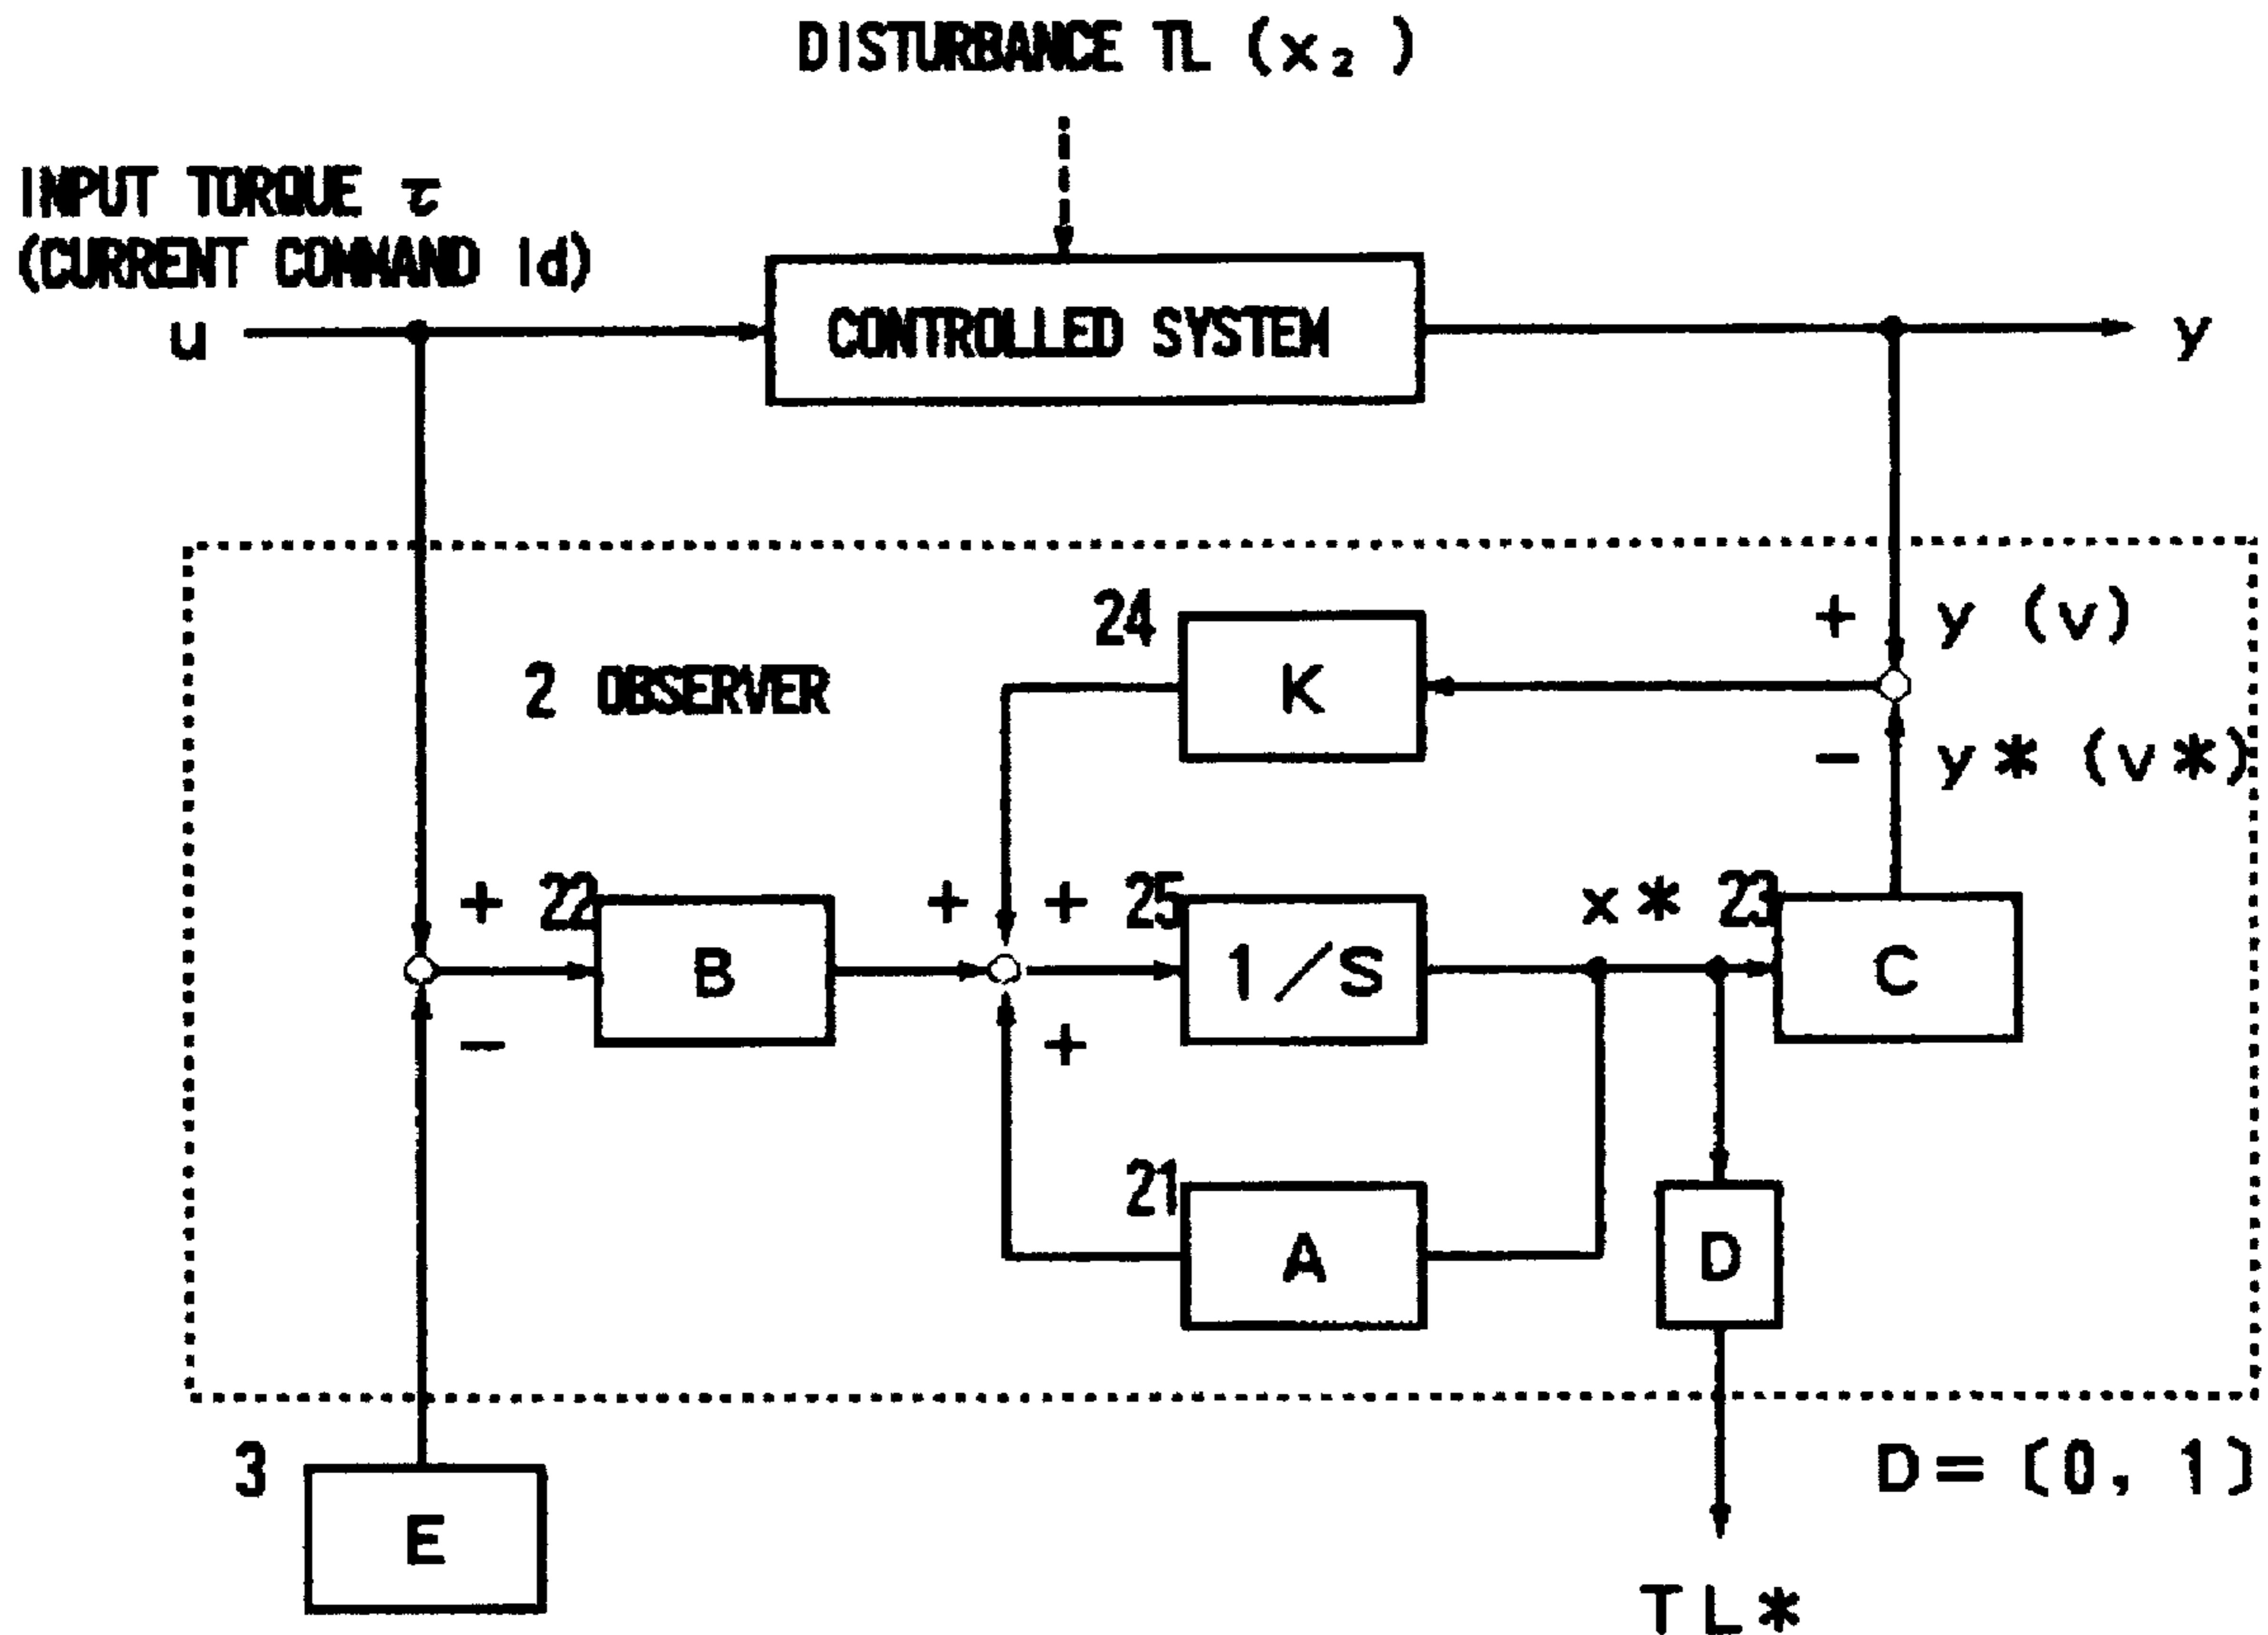 DISTURBANCE TL (x₂ )
INPUT TORQUE τ
(CURRENT COMMAND Id)
u
CONTROLLED SYSTEM
y
24
K
+
y (v)
2 OBSERVER
−
y* (v*)
+
22
B
+
+
25
1/S
x*
23
C
−
+
21
A
D
3
E
D=(0, 1)
TL*